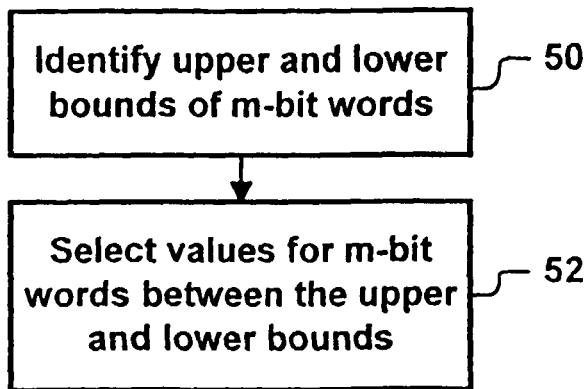 Identify upper and lower
bounds of m-bit words
50
Select values for m-bit
words between the upper
and lower bounds
52